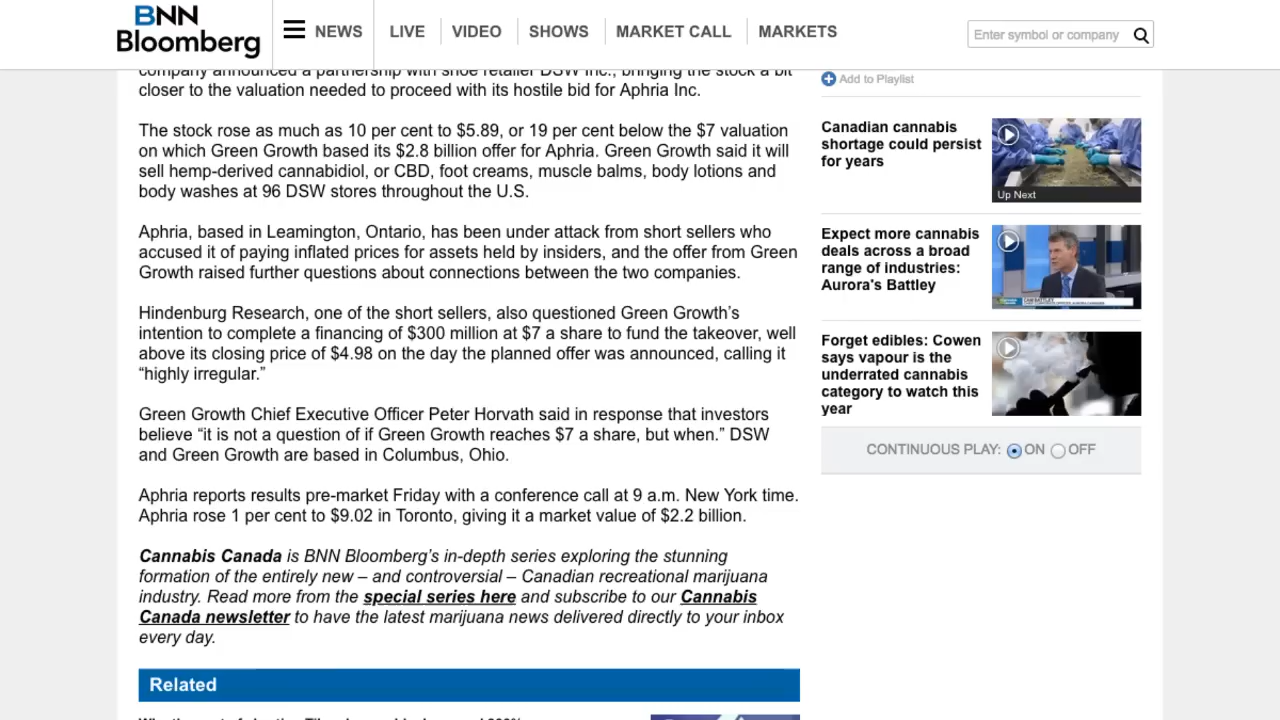 BNN
Bloomberg
NEWS
LIVE
VIDEO
SHOWS
MARKET CALL
MARKETS
Enter symbol or company
company announced a partnership with shoe retailer DSW Inc., bringing the stock a bit
closer to the valuation needed to proceed with its hostile bid for Aphria Inc.
The stock rose as much as 10 per cent to $5.89, or 19 per cent below the $7 valuation
on which Green Growth based its $2.8 billion offer for Aphria. Green Growth said it will
sell hemp-derived cannabidiol, or CBD, foot creams, muscle balms, body lotions and
body washes at 96 DSW stores throughout the U.S.
Aphria, based in Leamington, Ontario, has been under attack from short sellers who
accused it of paying inflated prices for assets held by insiders, and the offer from Green
Growth raised further questions about connections between the two companies.
Hindenburg Research, one of the short sellers, also questioned Green Growth’s
intention to complete a financing of $300 million at $7 a share to fund the takeover, well
above its closing price of $4.98 on the day the planned offer was announced, calling it
“highly irregular.”
Green Growth Chief Executive Officer Peter Horvath said in response that investors
believe “it is not a question of if Green Growth reaches $7 a share, but when.” DSW
and Green Growth are based in Columbus, Ohio.
Aphria reports results pre-market Friday with a conference call at 9 a.m. New York time.
Aphria rose 1 per cent to $9.02 in Toronto, giving it a market value of $2.2 billion.
Cannabis Canada is BNN Bloomberg’s in-depth series exploring the stunning
formation of the entirely new – and controversial – Canadian recreational marijuana
industry. Read more from the special series here and subscribe to our Cannabis
Canada newsletter to have the latest marijuana news delivered directly to your inbox
every day.
Related
Add to Playlist
Canadian cannabis
shortage could persist
for years
Up Next
Expect more cannabis
deals across a broad
range of industries:
Aurora's Battley
CAM BATTLEY
Forget edibles: Cowen
says vapour is the
underrated cannabis
category to watch this
year
CONTINUOUS PLAY: ON OFF